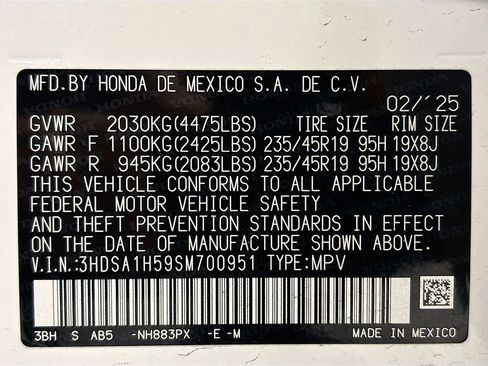 MFD.BY HONDA DE MEXICO S.A. DE C.V.
02/'25
GVWR 2030KG(4475LBS) TIRE SIZE RIM SIZE
GAWR F 1100KG(2425LBS) 235/45R19 95H 19X8J
GAWR R 945KG(2083LBS) 235/45R19 95H 19X8J
THIS VEHICLE CONFORMS TO ALL APPLICABLE
FEDERAL MOTOR VEHICLE SAFETY
AND THEFT PREVENTION STANDARDS IN EFFECT
ON THE DATE OF MANUFACTURE SHOWN ABOVE.
V.I.N.:3HDSA1H59SM700951 TYPE:MPV
3BH S AB5 -NH883PX -E -M MADE IN MEXICO